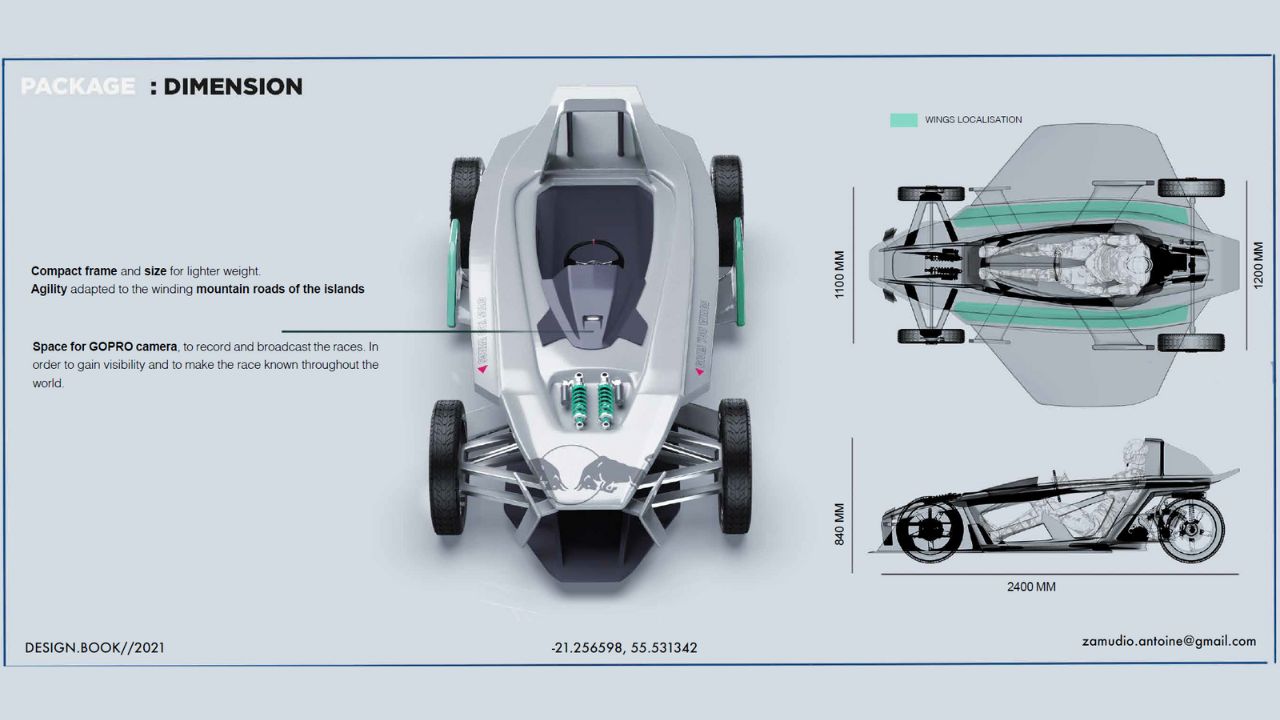 PACKAGE : DIMENSION
WINGS LOCALISATION
Compact frame and size for lighter weight.
Agility adapted to the winding mountain roads of the islands
Space for GOPRO camera, to record and broadcast the races. In
order to gain visibility and to make the race known throughout the
world.
1100 MM
1200 MM
840 MM
2400 MM
DESIGN.BOOK//2021
-21.256598, 55.531342
zamudio.antoine@gmail.com